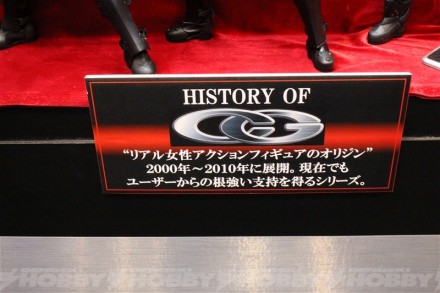 HISTORY OF
CG
“リアル女性アクションフィギュアのオリジン”
2000年～2010年に展開。現在でも
ユーザーからの根強い支持を得るシリーズ。
HOBBY HOBBY HOBBY HOBBY